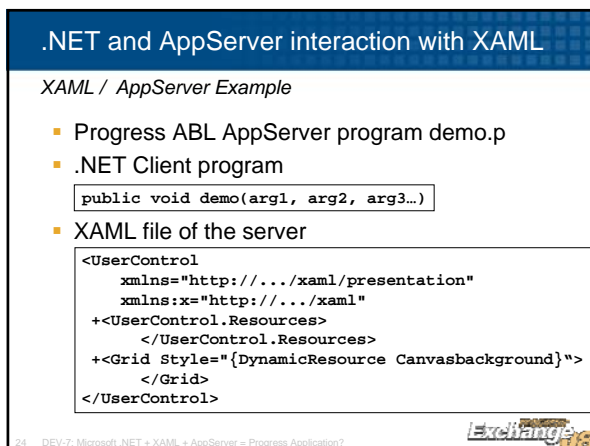 .NET and AppServer interaction with XAML
XAML / AppServer Example
▪ Progress ABL AppServer program demo.p
▪ .NET Client program
public void demo(arg1, arg2, arg3…)
▪ XAML file of the server
<UserControl
xmlns="http://.../xaml/presentation"
xmlns:x="http://.../xaml"
+<UserControl.Resources>
</UserControl.Resources>
+<Grid Style="{DynamicResource Canvasbackground}“>
</Grid>
</UserControl>
24 DEV-7: Microsoft .NET + XAML + AppServer = Progress Application?
Exchange